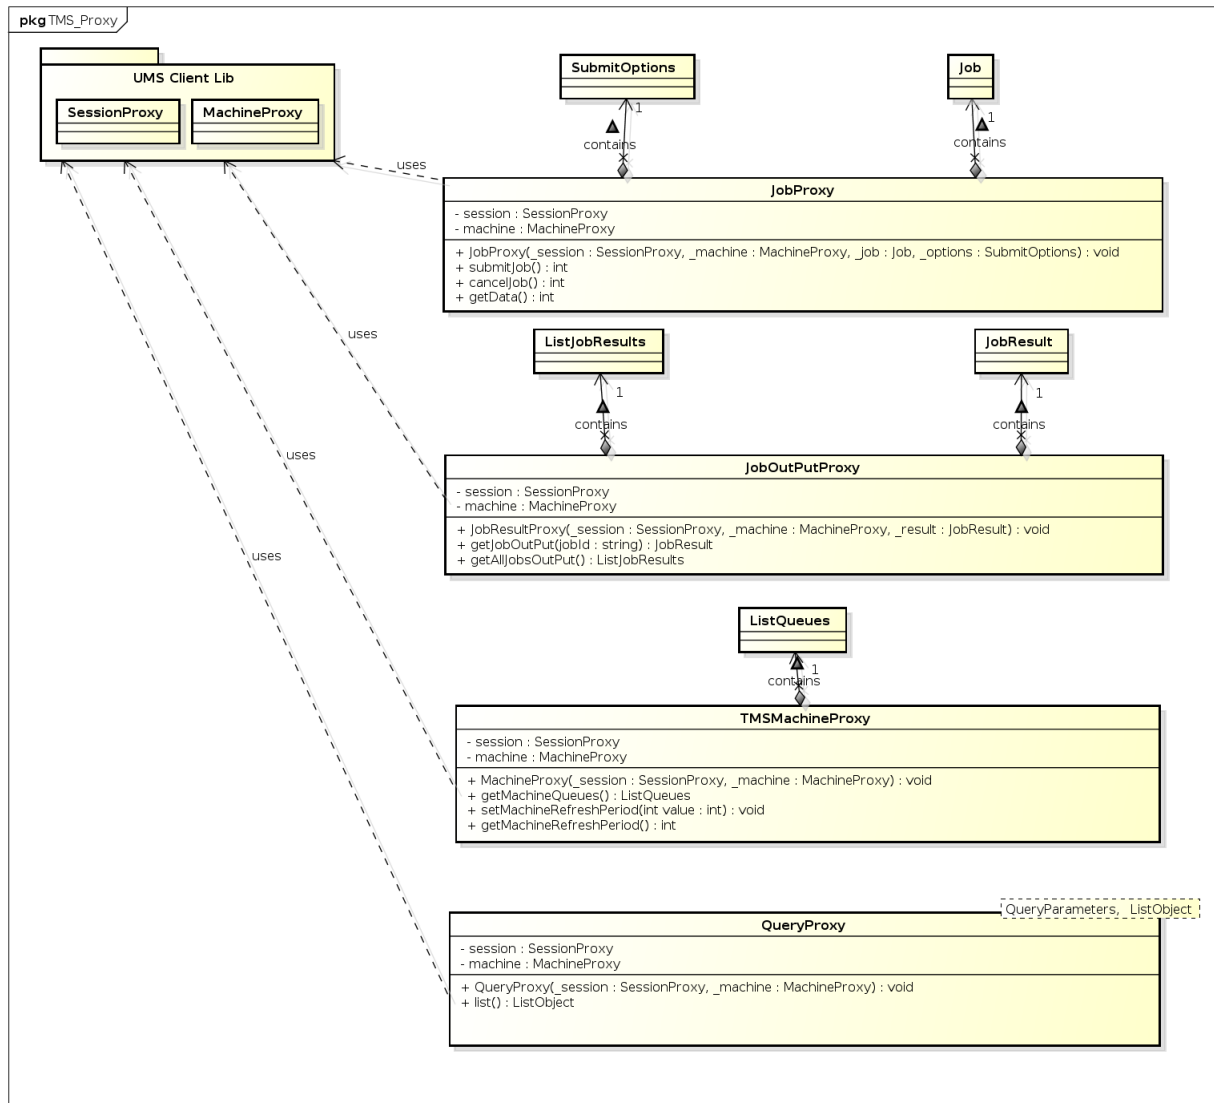 pkg TMS_Proxy
UMS Client Lib
SessionProxy
MachineProxy
SubmitOptions
Job
1
contains
1
contains
uses
JobProxy
- session : SessionProxy
- machine : MachineProxy
+ JobProxy(_session : SessionProxy, _machine : MachineProxy, _job : Job, _options : SubmitOptions) : void
+ submitJob() : int
+ cancelJob() : int
+ getData() : int
uses
ListJobResults
JobResult
1
contains
1
contains
JobOutPutProxy
- session : SessionProxy
- machine : MachineProxy
+ JobResultProxy(_session : SessionProxy, _machine : MachineProxy, _result : JobResult) : void
+ getJobOutPut(jobId : string) : JobResult
+ getAllJobsOutPut() : ListJobResults
uses
uses
ListQueues
1
contains
TMSMachineProxy
- session : SessionProxy
- machine : MachineProxy
+ MachineProxy(_session : SessionProxy, _machine : MachineProxy) : void
+ getMachineQueues() : ListQueues
+ setMachineRefreshPeriod(int value : int) : void
+ getMachineRefreshPeriod() : int
QueryParameters, ListObject
QueryProxy
- session : SessionProxy
- machine : MachineProxy
+ QueryProxy(_session : SessionProxy, _machine : MachineProxy) : void
+ list() : ListObject